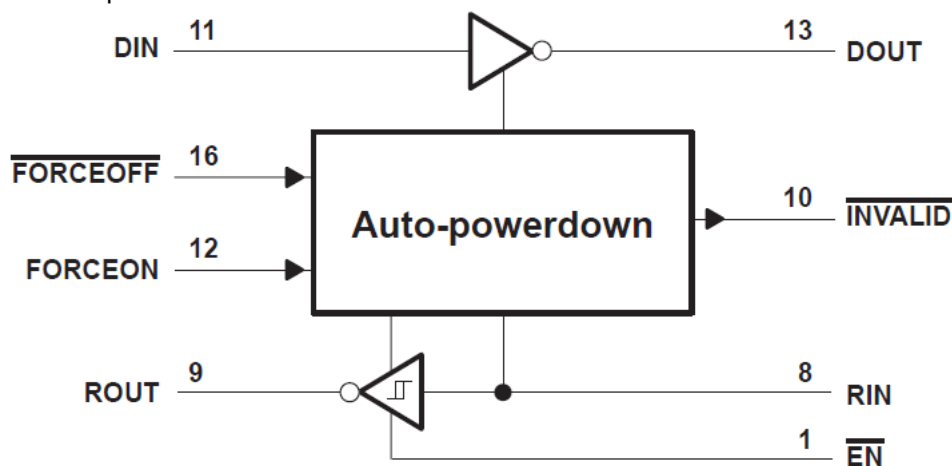 DIN 11 13 DOUT
FORCEOFF 16
Auto-powerdown
10 INVALID
FORCEON 12
ROUT 9 8 RIN
1 EN